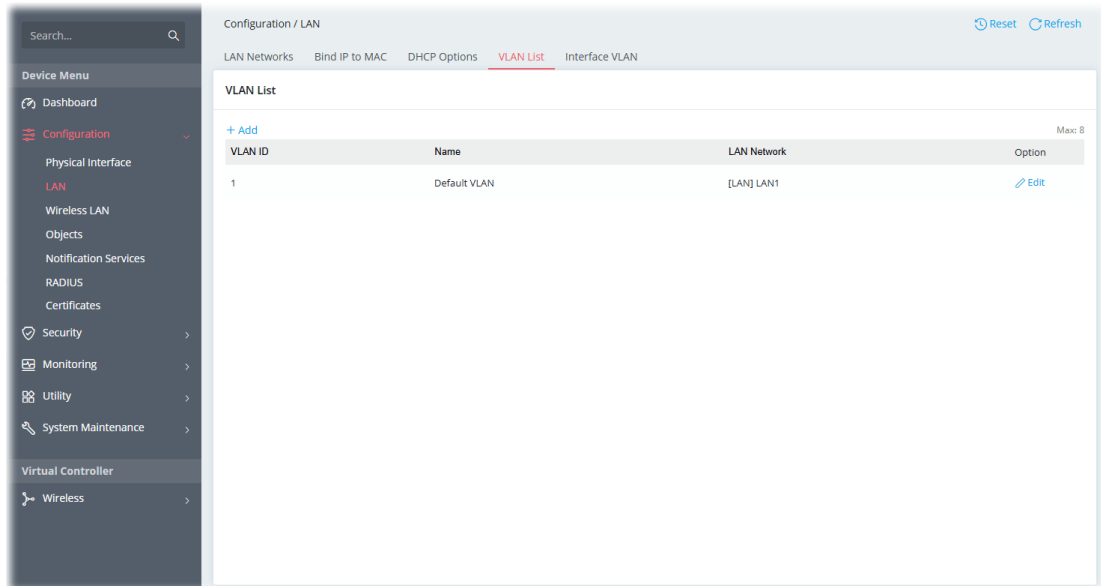 Search...
Device Menu
Dashboard
Configuration
Physical Interface
LAN
Wireless LAN
Objects
Notification Services
RADIUS
Certificates
Security
Monitoring
Utility
System Maintenance
Virtual Controller
Wireless
Configuration / LAN
Reset Refresh
LAN Networks Bind IP to MAC DHCP Options VLAN List Interface VLAN
VLAN List
+ Add Max: 8
VLAN ID Name LAN Network Option
1 Default VLAN [LAN] LAN1 Edit